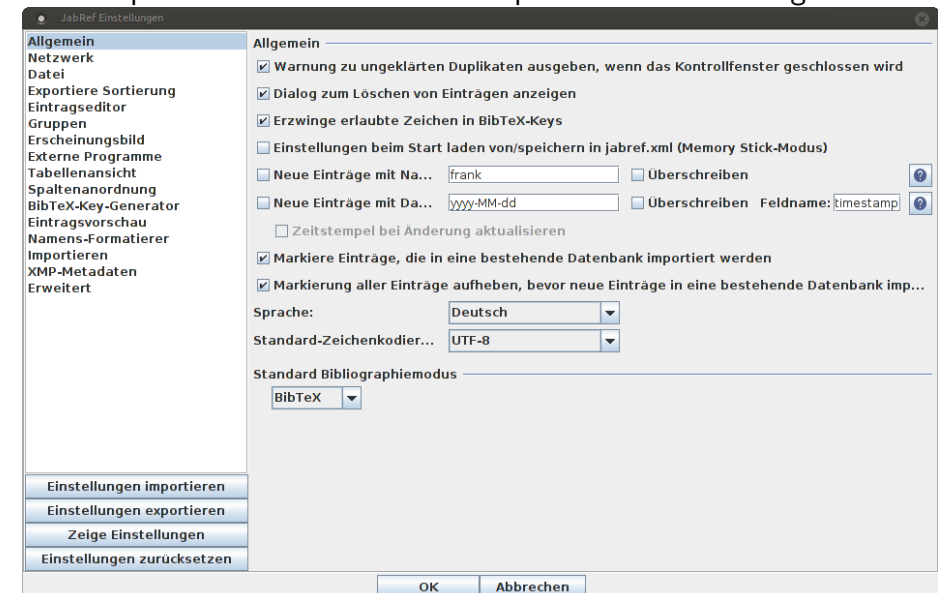 JabRef Einstellungen
Allgemein
Netzwerk
Datei
Exportiere Sortierung
Eintragseditor
Gruppen
Erscheinungsbild
Externe Programme
Tabellenansicht
Spaltenanordnung
BibTeX-Key-Generator
Eintragsvorschau
Namens-Formatierer
Importieren
XMP-Metadaten
Erweitert
Einstellungen importieren
Einstellungen exportieren
Zeige Einstellungen
Einstellungen zurücksetzen
Allgemein
Warnung zu ungeklärten Duplikaten ausgeben, wenn das Kontrollfenster geschlossen wird
Dialog zum Löschen von Einträgen anzeigen
Erzwinge erlaubte Zeichen in BibTeX-Keys
Einstellungen beim Start laden von/speichern in jabref.xml (Memory Stick-Modus)
Neue Einträge mit Na... frank Überschreiben ?
Neue Einträge mit Da... yyyy-MM-dd Überschreiben Feldname: timestamp ?
Zeitstempel bei Änderung aktualisieren
Markiere Einträge, die in eine bestehende Datenbank importiert werden
Markierung aller Einträge aufheben, bevor neue Einträge in eine bestehende Datenbank imp...
Sprache: Deutsch
Standard-Zeichenkodier... UTF-8
Standard Bibliographiemodus
BibTeX
OK Abbrechen